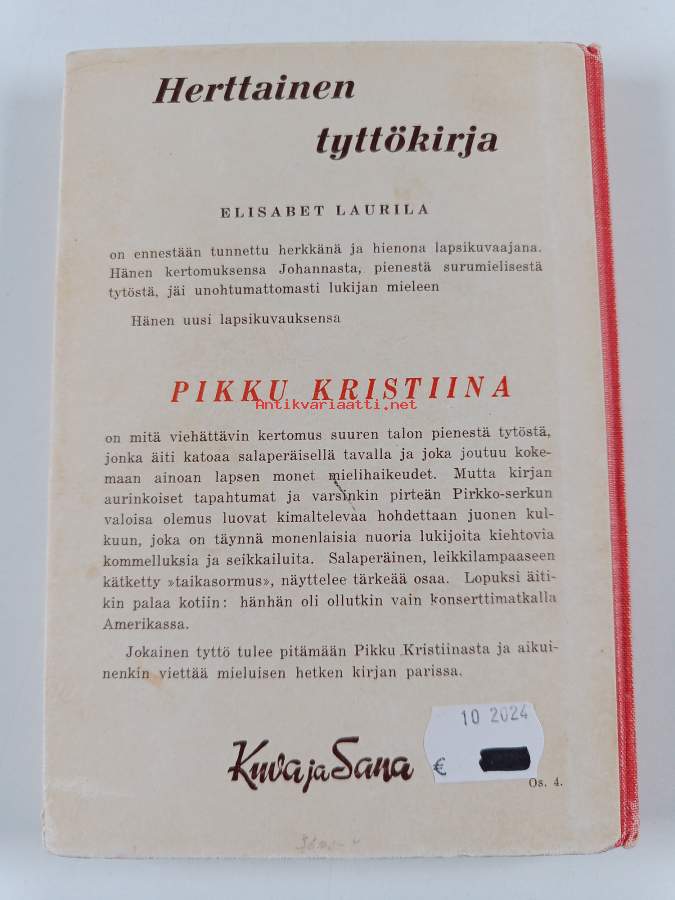 Herttainen
tyttökirja
ELISABET LAURILA
on ennestään tunnettu herkkänä ja hienona lapsikuvaajana.
Hänen kertomuksensa Johannasta, pienestä surumielisestä
tytöstä, jäi unohtumattomasti lukijan mieleen
Hänen uusi lapsikuvauksensa
PIKKU KRISTIINA
Antikvariaatti.net
on mitä viehättävin kertomus suuren talon pienestä tytöstä,
jonka äiti katoaa salaperäisellä tavalla ja joka joutuu koke-
maan ainoan lapsen monet mielihaikeudet. Mutta kirjan
aurinkoiset tapahtumat ja varsinkin pirteän Pirkko-serkun
valoisa olemus luovat kimaltelevaa hohdettaan juonen kul-
kuun, joka on täynnä monenlaisia nuoria lukijoita kiehtovia
kommelluksia ja seikkailuita. Salaperäinen, leikkilampaaseen
kätketty »taikasormus», näyttelee tärkeää osaa. Lopuksi äiti-
kin palaa kotiin: hänhän oli ollutkin vain konserttimatkalla
Amerikassa.
Jokainen tyttö tulee pitämään Pikku Kristiinasta ja aikui-
nenkin viettää mieluisen hetken kirjan parissa.
10 2024
€
Kuva ja Sana
Os. 4.